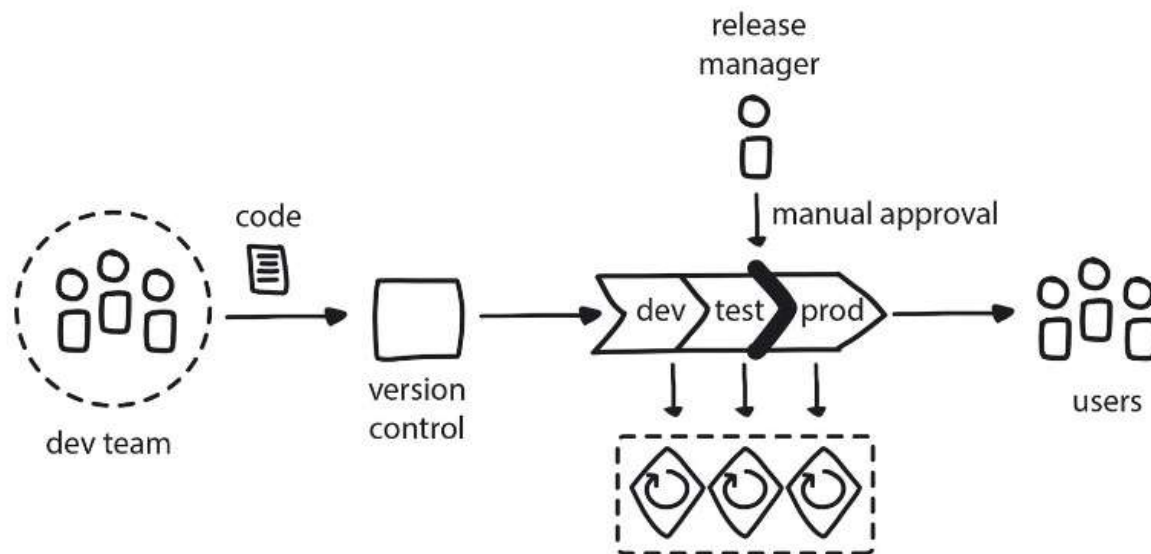 release
manager
manual approval
code
dev
test
prod
version
control
dev team
users